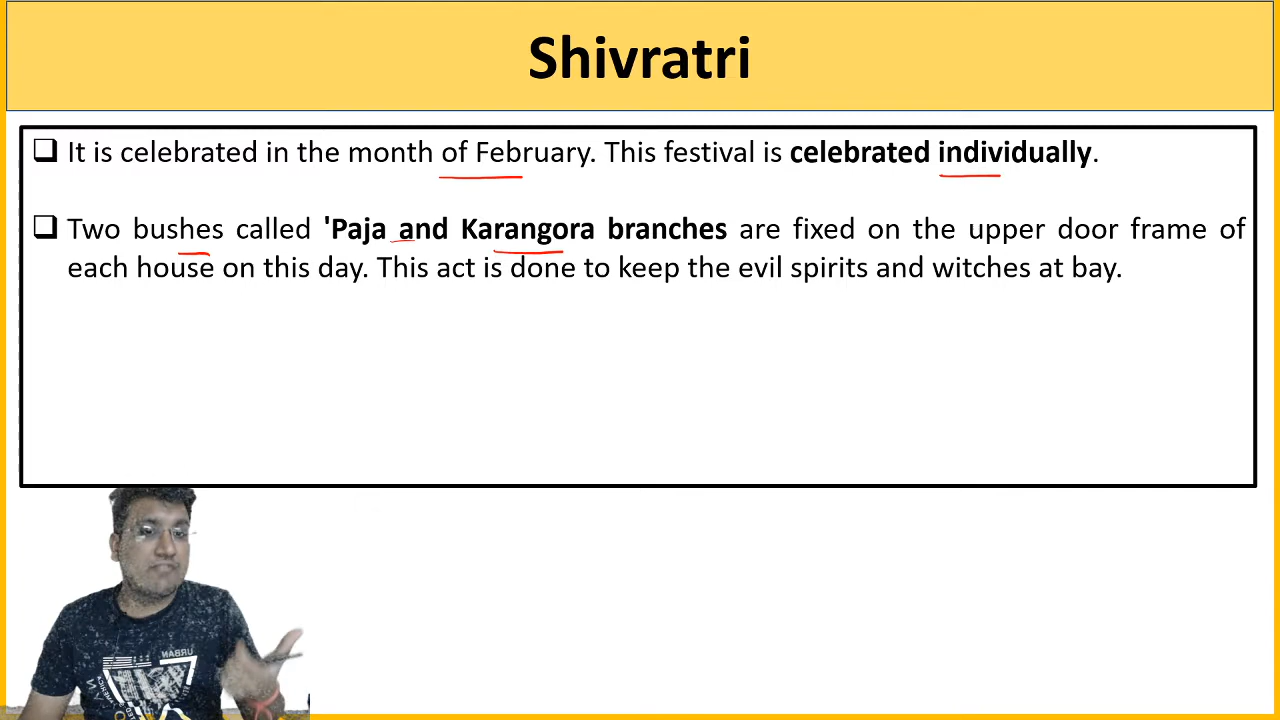 Shivratri
❑ It is celebrated in the month of February. This festival is celebrated individually.
❑ Two bushes called 'Paja and Karangora branches are fixed on the upper door frame of
each house on this day. This act is done to keep the evil spirits and witches at bay.
URBAN